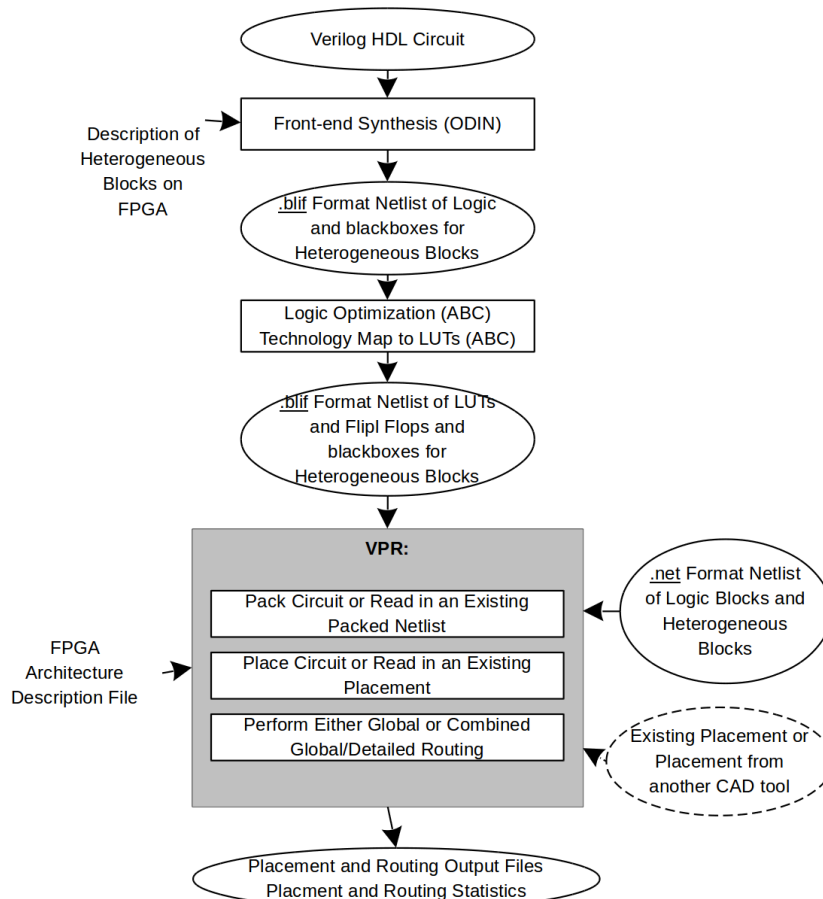 Verilog HDL Circuit
Front-end Synthesis (ODIN)
Description of
Heterogeneous
Blocks on
FPGA
.blif Format Netlist of Logic
and blackboxes for
Heterogeneous Blocks
Logic Optimization (ABC)
Technology Map to LUTs (ABC)
.blif Format Netlist of LUTs
and Flipl Flops and
blackboxes for
Heterogeneous Blocks
VPR:
Pack Circuit or Read in an Existing
Packed Netlist
Place Circuit or Read in an Existing
Placement
Perform Either Global or Combined
Global/Detailed Routing
.net Format Netlist
of Logic Blocks and
Heterogeneous
Blocks
FPGA
Architecture
Description File
Existing Placement or
Placement from
another CAD tool
Placement and Routing Output Files
Placment and Routing Statistics